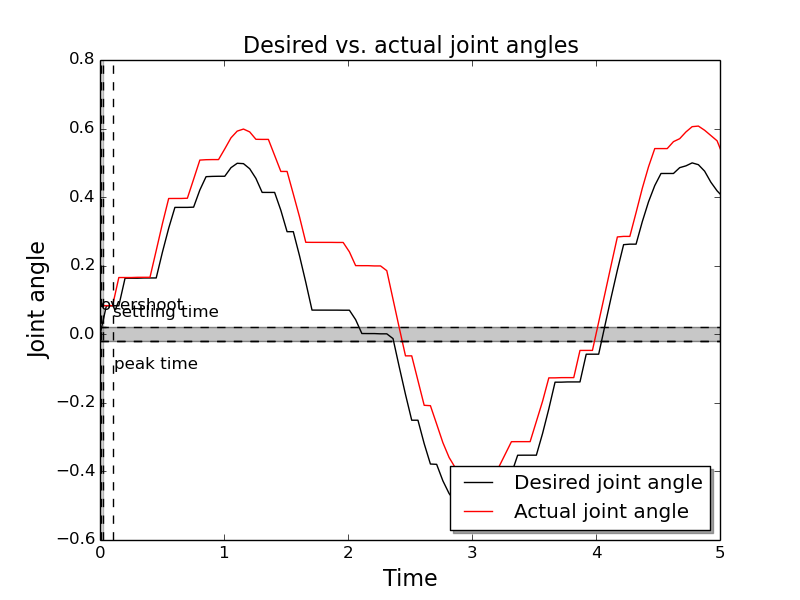 Desired vs. actual joint angles
0.8
0.6
0.4
0.2
0.0
−0.2
−0.4
−0.6
Joint angle
overshoot
settling time
peak time
Desired joint angle
Actual joint angle
0 1 2 3 4 5
Time